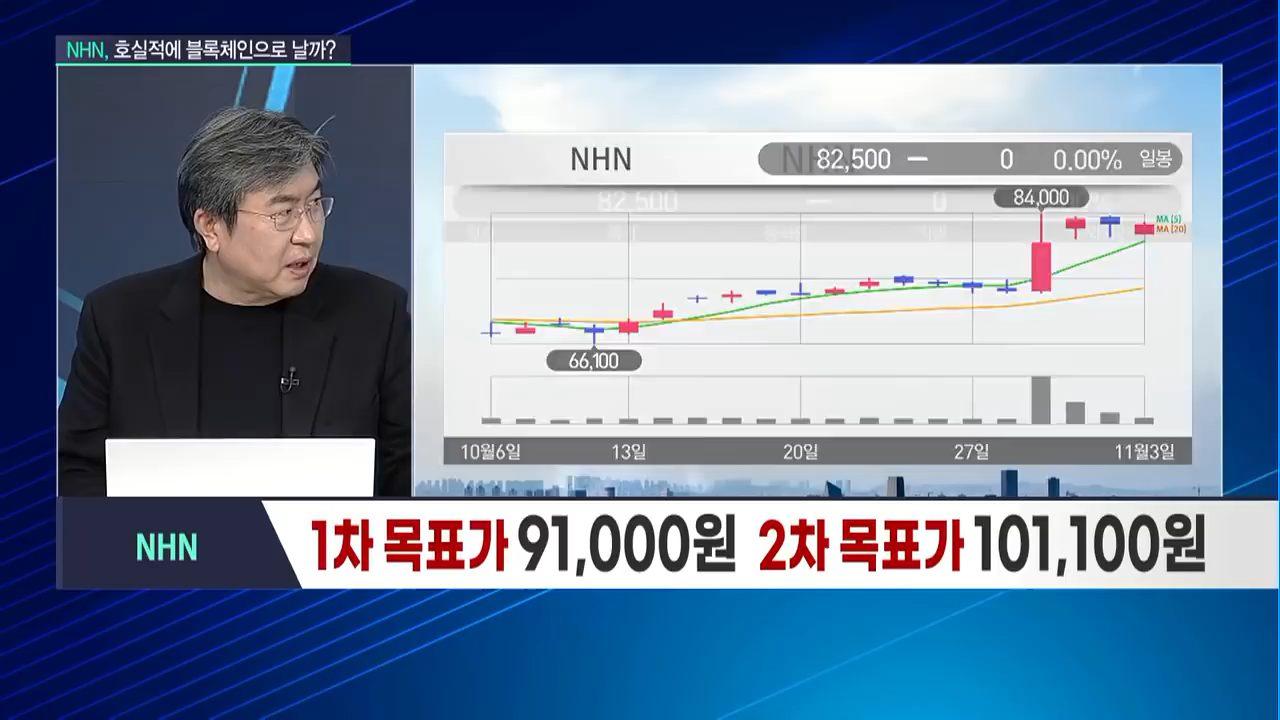 NHN, 호실적에 블록체인으로 날까?
NHN
82,500 – 0 0.00% 일봉
84,000
MA (5)
MA (20)
66,100
10월6일 13일 20일 27일 11월3일
NHN
1차 목표가 91,000원 2차 목표가 101,100원